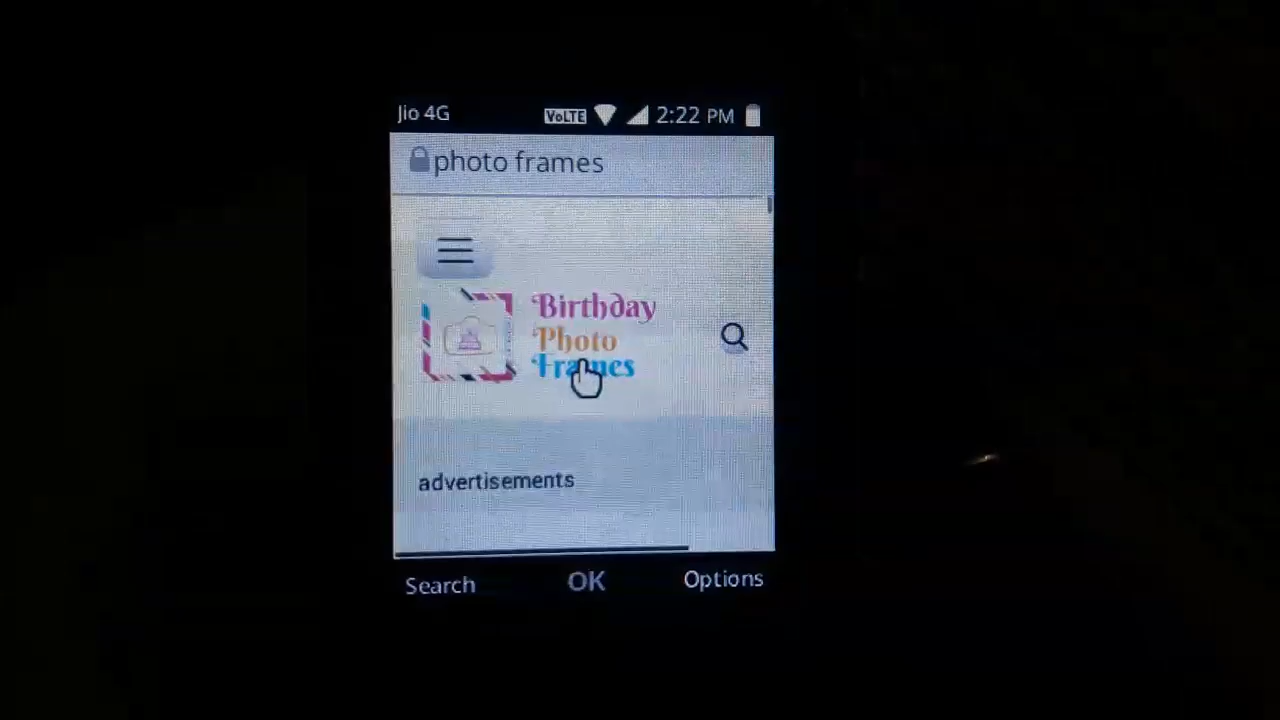 Jio 4G VoLTE 2:22 PM
photo frames
Birthday
Photo
Frames
advertisements
Search OK Options